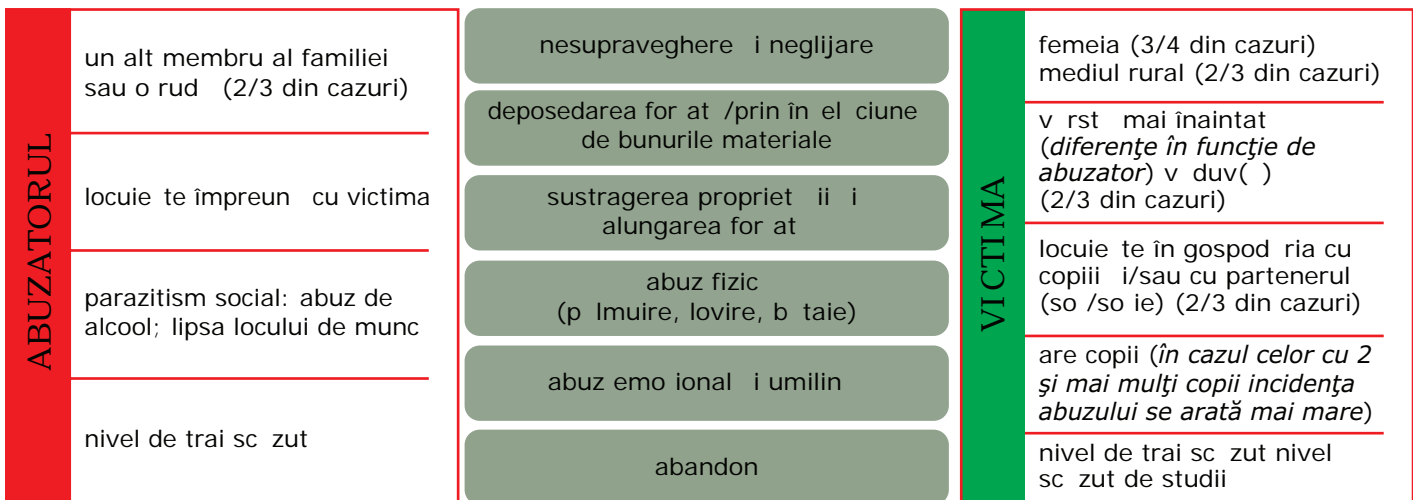 ABUZATORUL
un alt membru al familiei
sau o rud (2/3 din cazuri)
locuie te împreun cu victima
parazitism social: abuz de
alcool; lipsa locului de munc
nivel de trai sc zut
nesupraveghere i neglijare
deposedarea for at /prin în el ciune
de bunurile materiale
sustragerea propriet ii i
alungarea for at
abuz fizic
(p lmuire, lovire, b taie)
abuz emo ional i umilin
abandon
VICTIMA
femeia (3/4 din cazuri)
mediul rural (2/3 din cazuri)
v rst mai înaintat
(diferenţe în funcţie de
abuzator) v duv( )
(2/3 din cazuri)
locuie te în gospod ria cu
copiii i/sau cu partenerul
(so /so ie) (2/3 din cazuri)
are copii (în cazul celor cu 2
şi mai mulţi copii incidenţa
abuzului se arată mai mare)
nivel de trai sc zut nivel
sc zut de studii